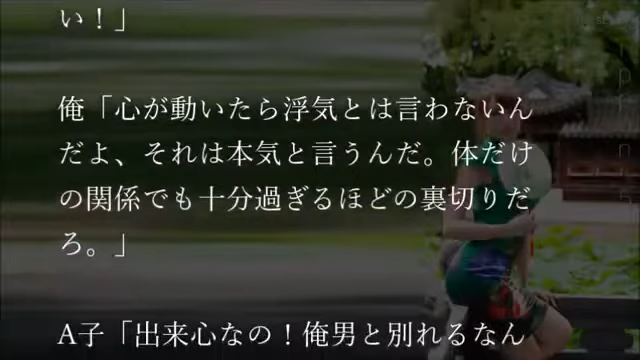 い！」
俺「心が動いたら浮気とは言わないん
だよ、それは本気と言うんだ。体だけ
の関係でも十分過ぎるほどの裏切りだ
ろ。」
A子「出来心なの！俺男と別れるなん